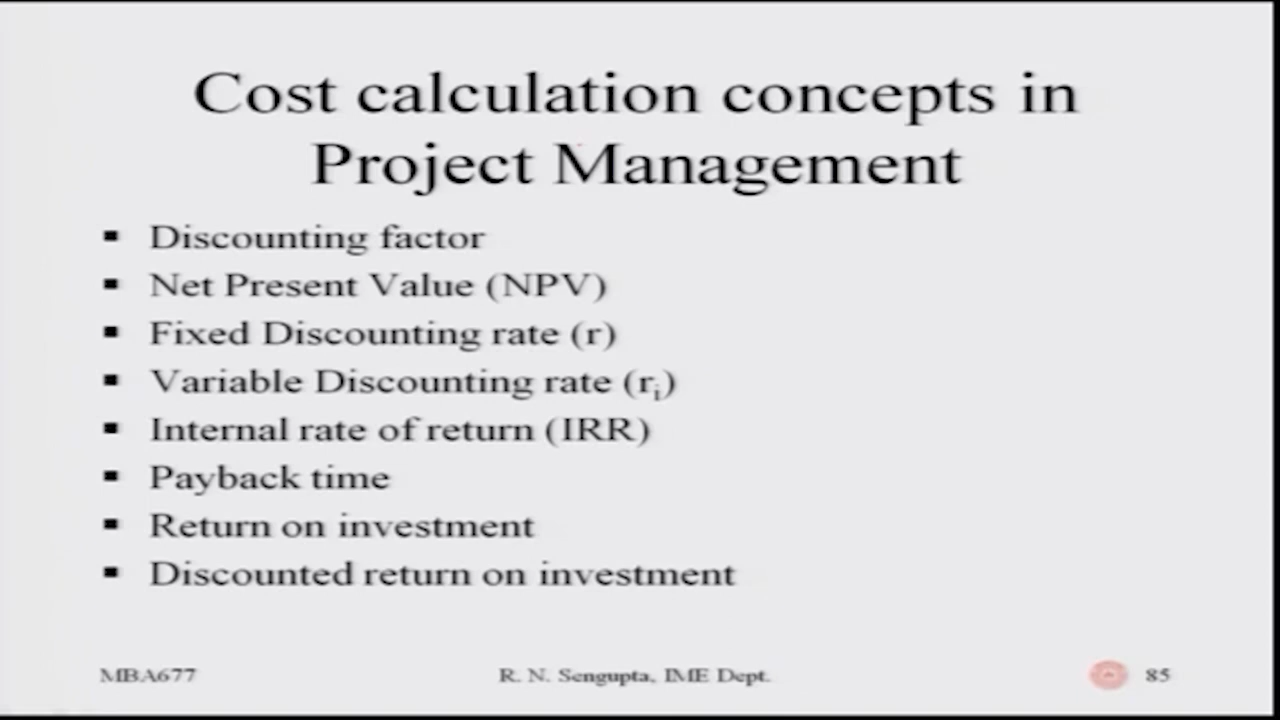 Cost calculation concepts in
Project Management
▪ Discounting factor
▪ Net Present Value (NPV)
▪ Fixed Discounting rate (r)
▪ Variable Discounting rate (rᵢ)
▪ Internal rate of return (IRR)
▪ Payback time
▪ Return on investment
▪ Discounted return on investment
MBA677 R. N. Sengupta, IME Dept. 85